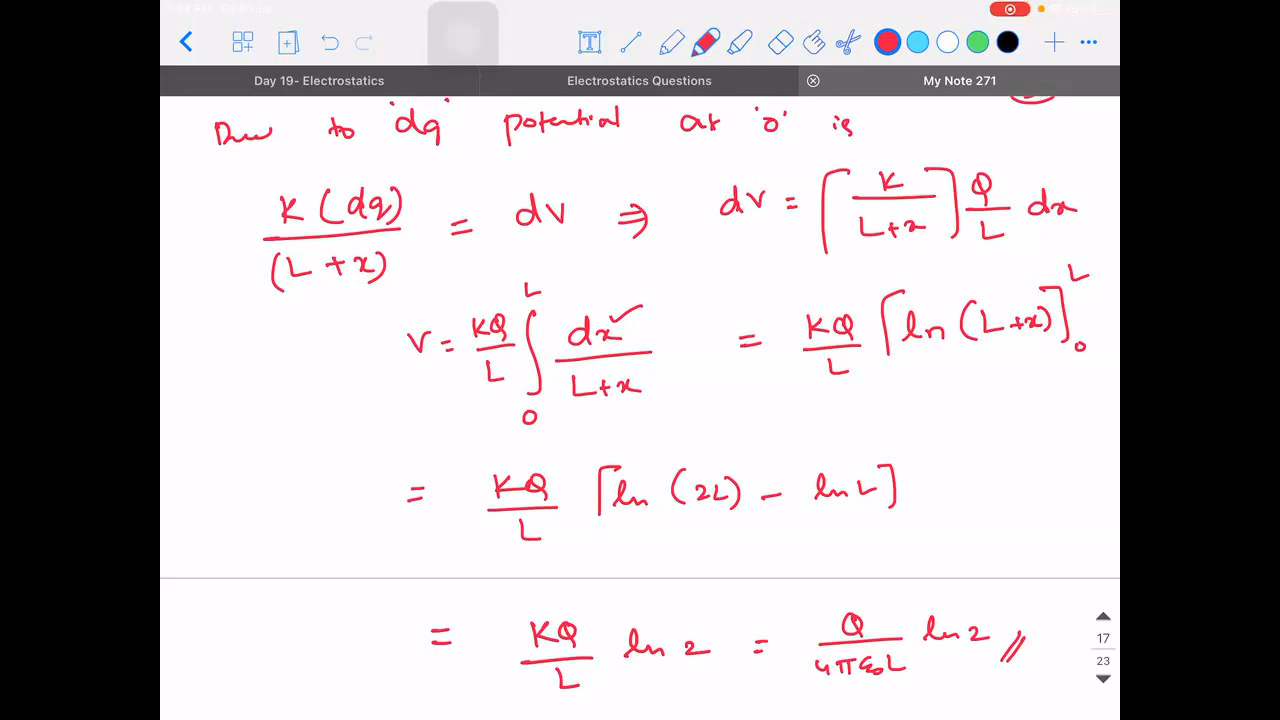 Day 19- Electrostatics
Electrostatics Questions
My Note 271
Due to 'dq' potential at 'o' is
K(dq)/(L+x) = dV ⇒ dV = [K/(L+x)] Q/L dx
V = KQ/L ∫₀ᴸ dx✓/(L+x) = KQ/L [ln(L+x)]₀ᴸ
= KQ/L [ln(2L) - ln L]
= KQ/L ln 2 = Q/(4πε₀L) ln 2 //
17
23